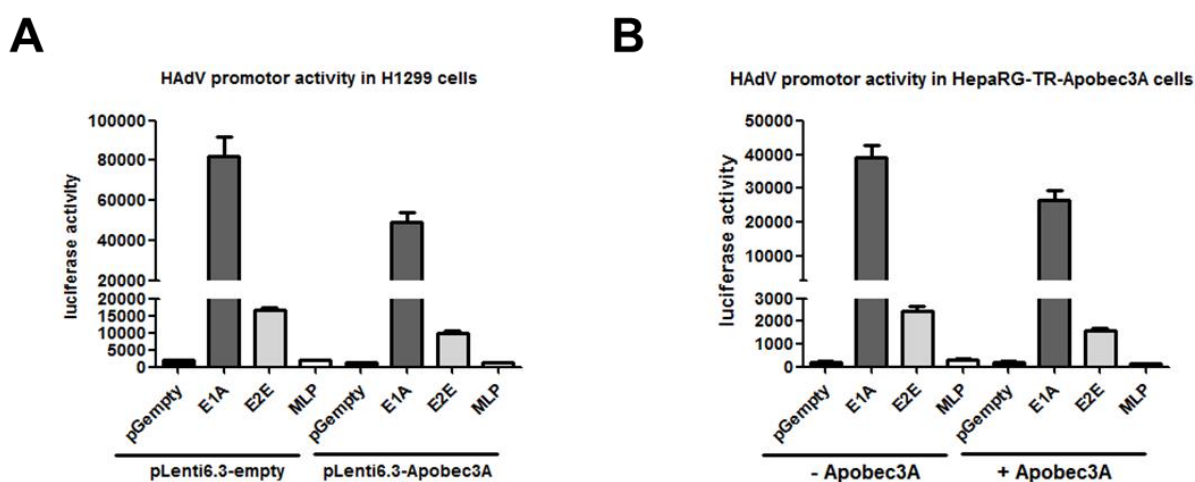 A
HAdV promotor activity in H1299 cells
luciferase activity
100000
80000
60000
40000
20000
20000
15000
10000
5000
0
pGempty
E1A
E2E
MLP
pGempty
E1A
E2E
MLP
pLenti6.3-empty
pLenti6.3-Apobec3A
B
HAdV promotor activity in HepaRG-TR-Apobec3A cells
luciferase activity
50000
40000
30000
20000
10000
3000
2000
1000
0
pGempty
E1A
E2E
MLP
pGempty
E1A
E2E
MLP
- Apobec3A
+ Apobec3A